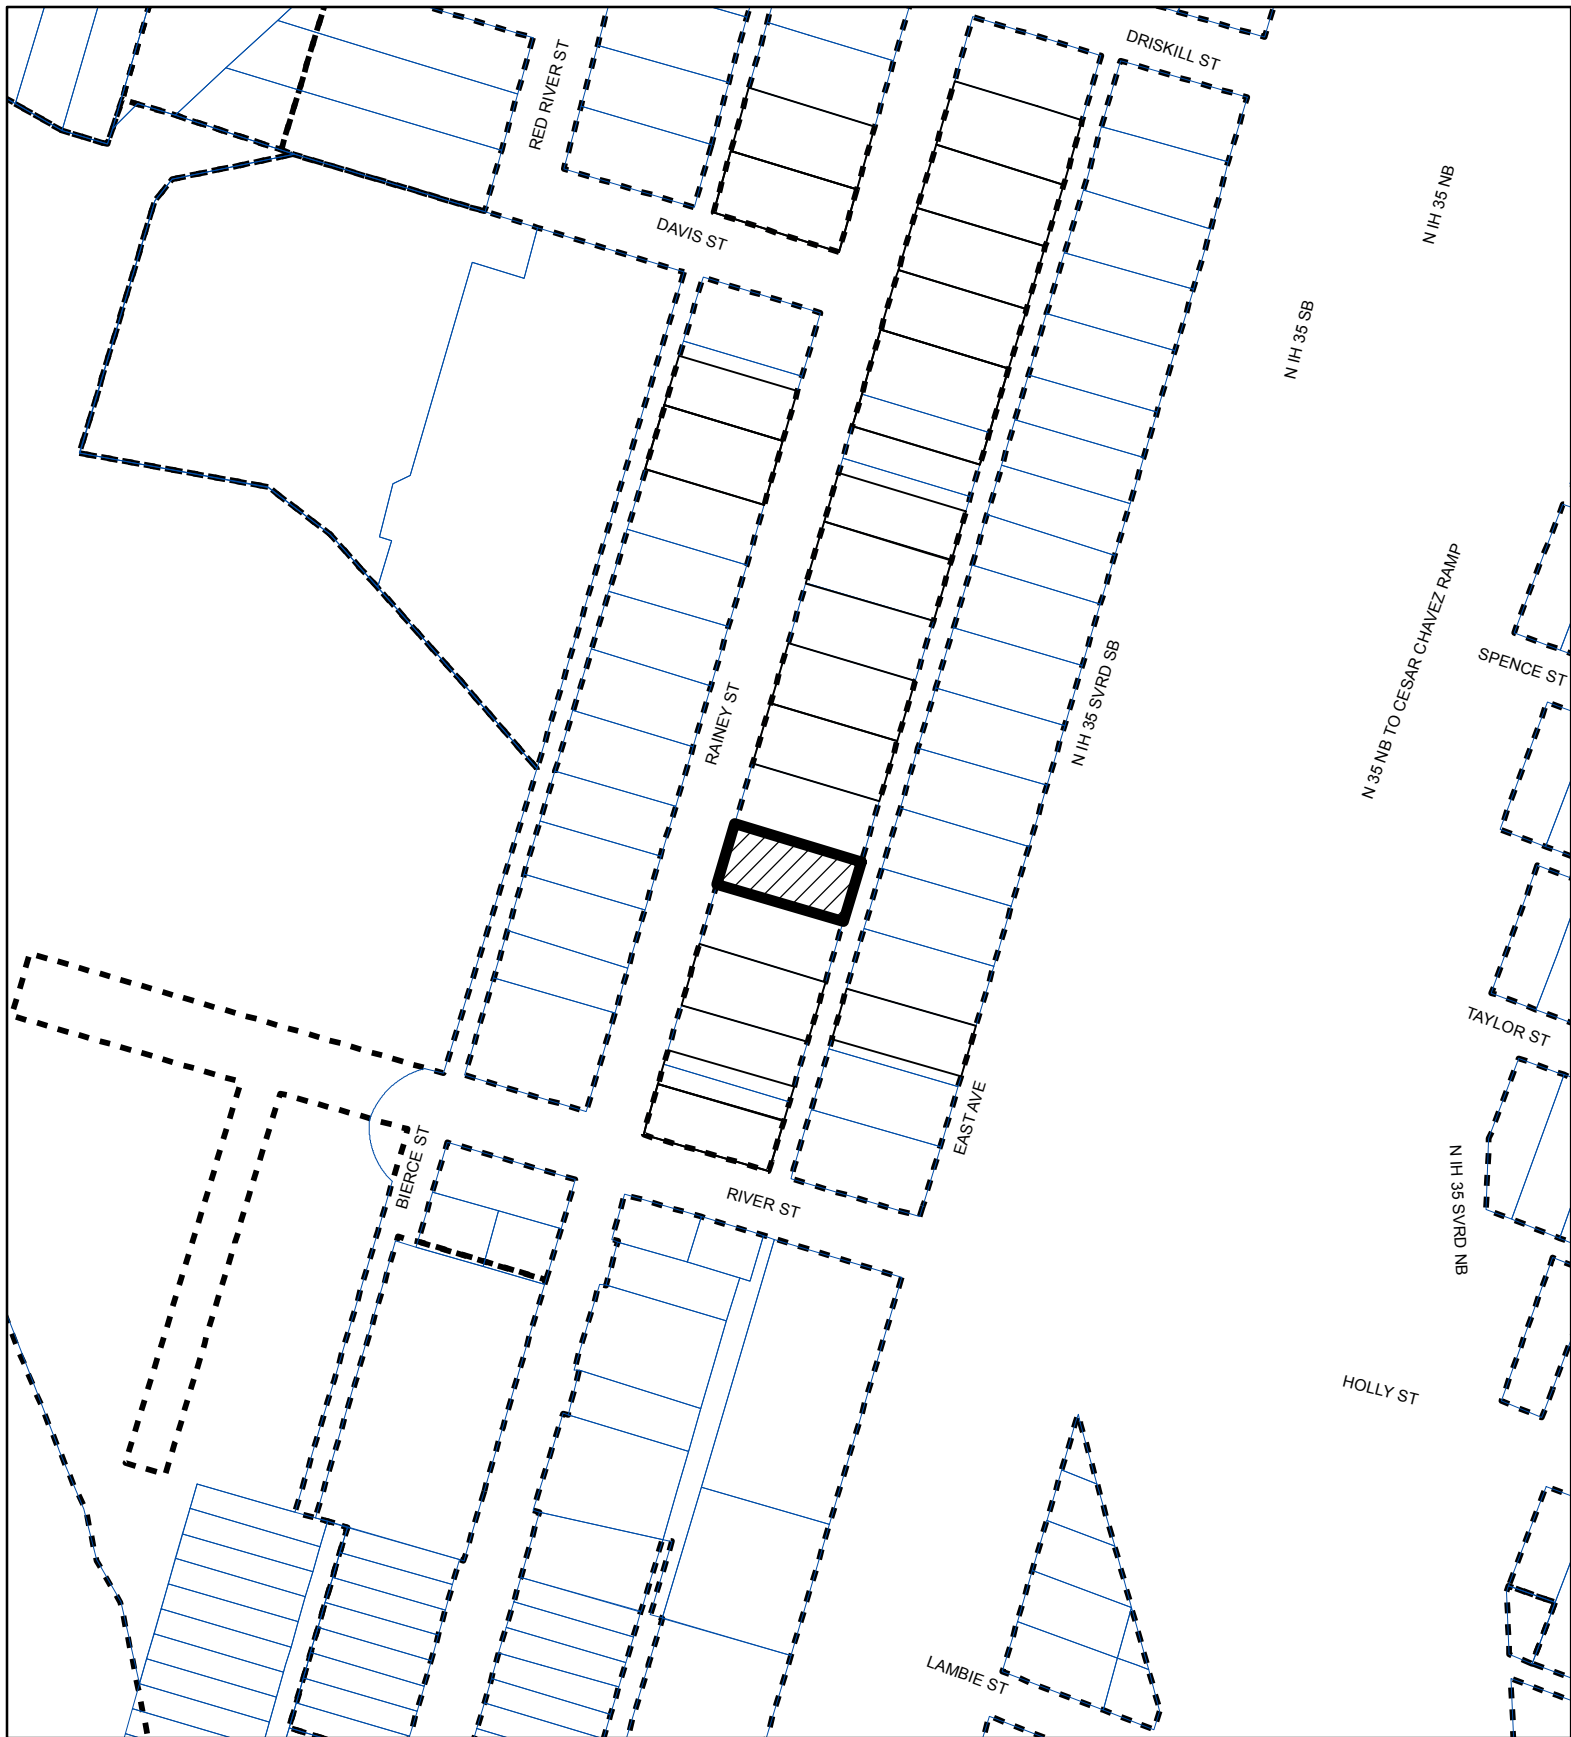 DRISKILL ST
RED RIVER ST
N IH 35 NB
DAVIS ST
N IH 35 SB
N 35 NB TO CESAR CHAVEZ RAMP
SPENCE ST
N IH 35 SVRD SB
RAINEY ST
TAYLOR ST
EAST AVE
BIERCE ST
RIVER ST
N IH 35 SVRD NB
HOLLY ST
LAMBIE ST